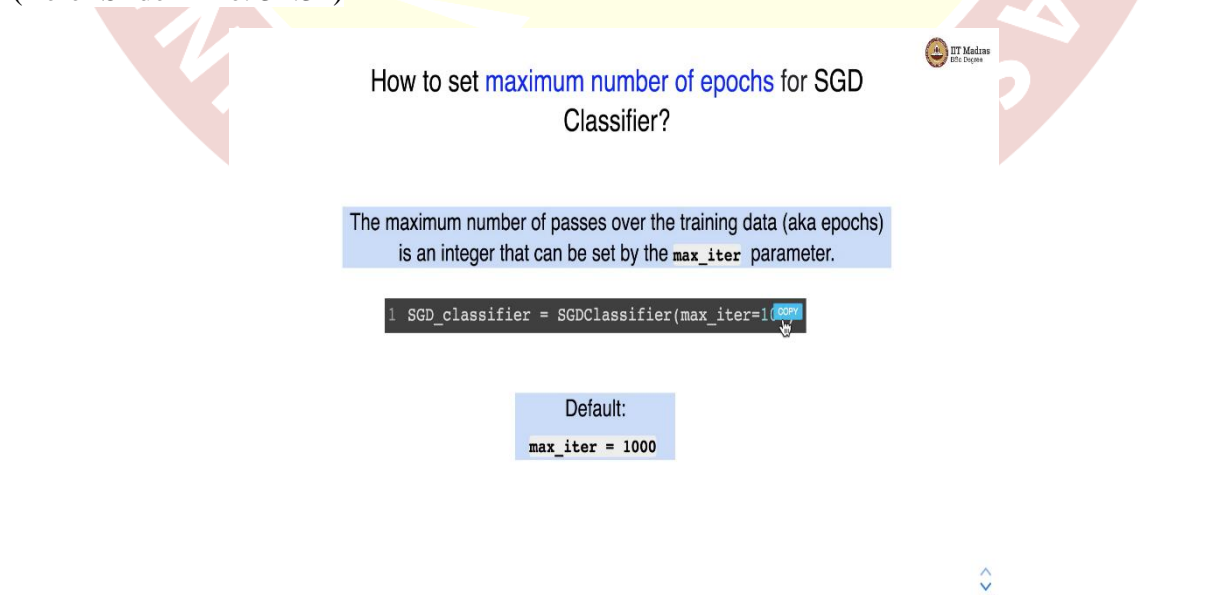 IIT Madras
BSc Degree
How to set maximum number of epochs for SGD
Classifier?
The maximum number of passes over the training data (aka epochs)
is an integer that can be set by the max_iter parameter.
1 SGD_classifier = SGDClassifier(max_iter=10
COPY
Default:
max_iter = 1000